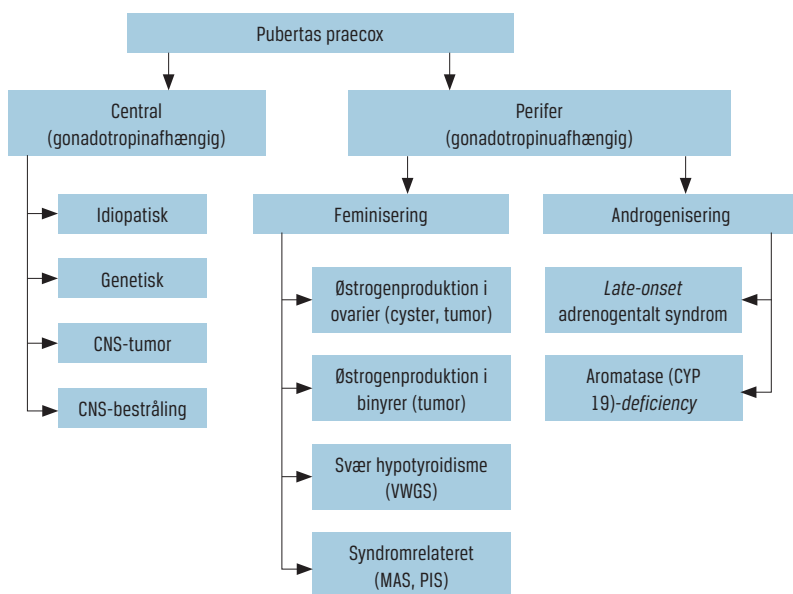 Pubertas praecox
Central
(gonadotropinafhængig)
Perifer
(gonadotropinuafhængig)
Idiopatisk
Genetisk
CNS-tumor
CNS-bestråling
Feminisering
Østrogenproduktion i
ovarier (cyster, tumor)
Østrogenproduktion i
binyrer (tumor)
Svær hypotyroidisme
(VWGS)
Syndromrelateret
(MAS, PIS)
Androgenisering
Late-onset
adrenogentalt syndrom
Aromatase (CYP
19)-deficiency